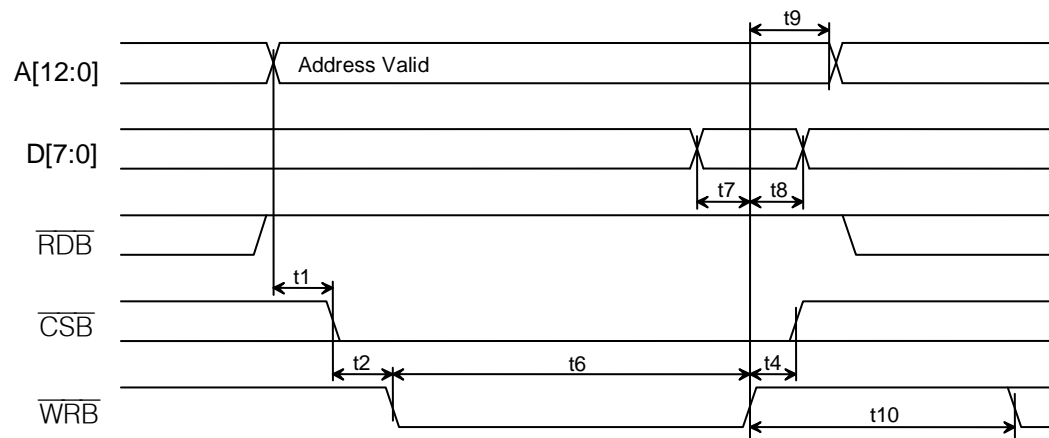 t9
A[12:0]
Address Valid
D[7:0]
t7
t8
RDB
t1
CSB
t2
t6
t4
WRB
t10